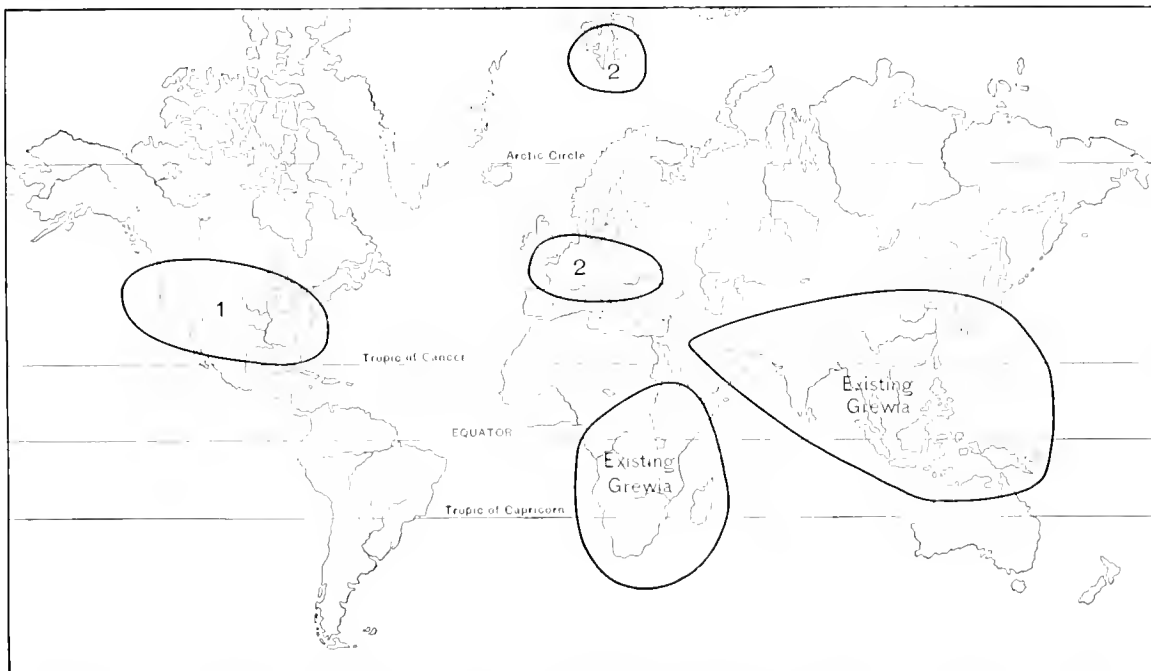 2
Arctic Circle
2
1
Tropic of Cancer
Existing
Grewia
EQUATOR
Existing
Grewia
Tropic of Capricorn